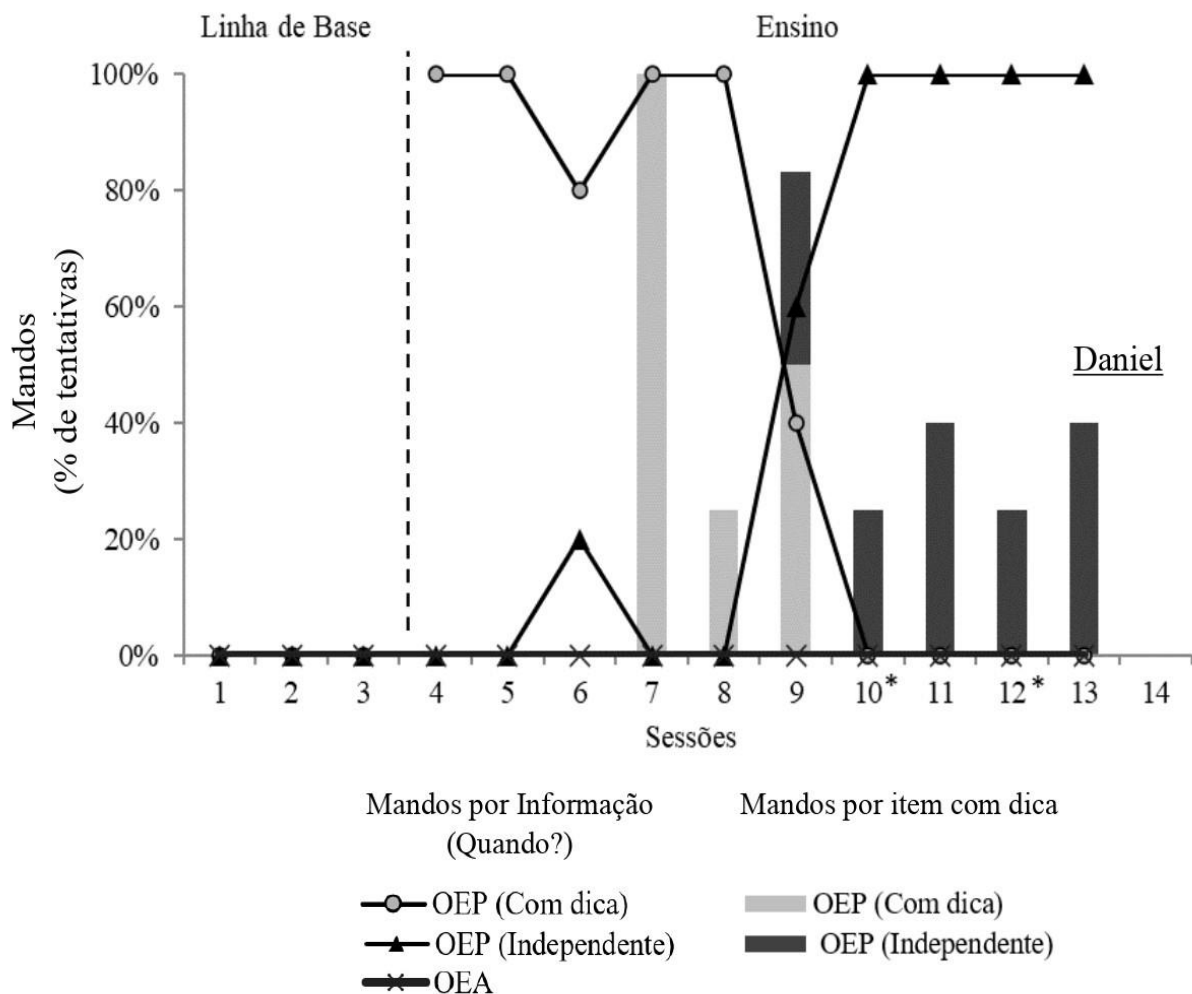 Linha de Base
Ensino
100%
80%
60%
40%
20%
0%
Mandos
(% de tentativas)
Daniel
1 2 3 4 5 6 7 8 9 10* 11 12* 13 14
Sessões
Mandos por Informação
(Quando?)
OEP (Com dica)
OEP (Independente)
OEA
Mandos por item com dica
OEP (Com dica)
OEP (Independente)